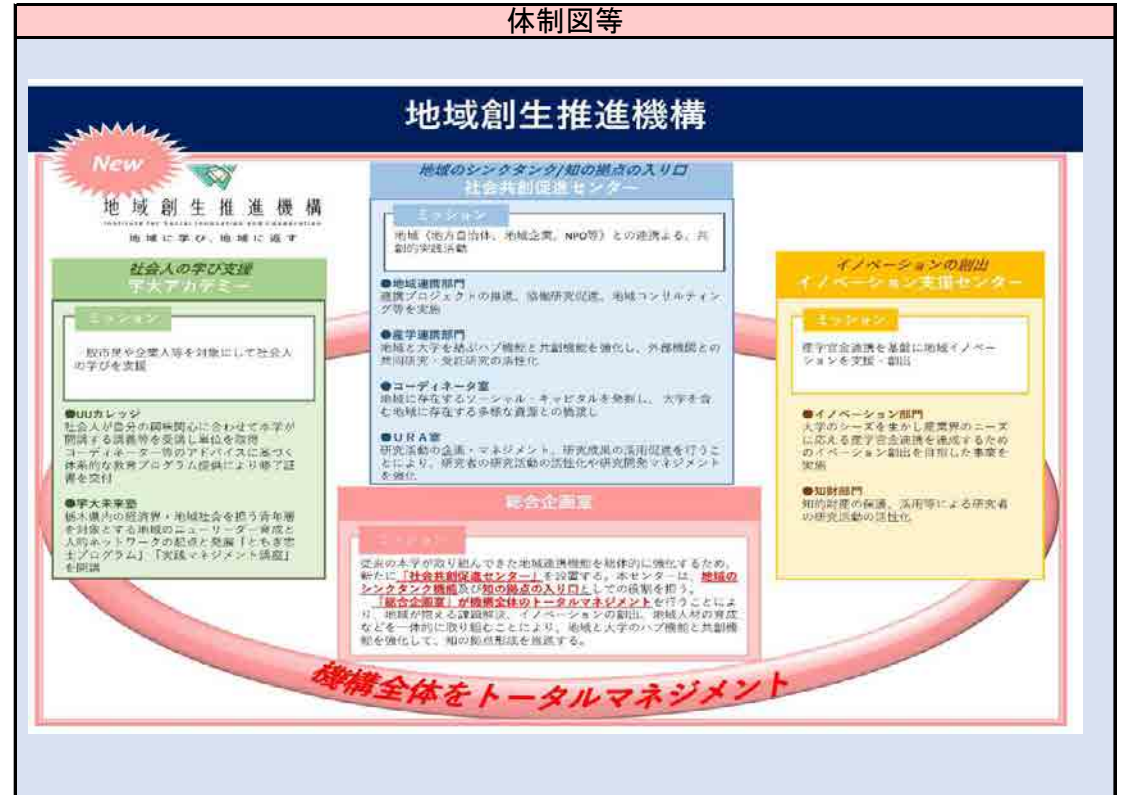 体制図等
地域創生推進機構
New
地域創生推進機構
Institute for Social Innovation and Cooperation
地域に学び、地域に返す
社会人の学び支援
宇大アカデミー
ミッション
一般市民や企業人等を対象にして社会人
の学びを支援
●UUカレッジ
社会人が自分の興味関心に合わせて本学が
開講する講義等を受講し単位を取得
コーディネーター等のアドバイスに基づく
体系的な教育プログラム提供により修了証
書を交付
●宇大未来塾
栃木県内の経済界・地域社会を担う青年層
を対象とする地域のニューリーダー育成と
人的ネットワークの起点と発展「とちぎ志
士プログラム」「実践マネジメント講座」
を開講
地域のシンクタンク/知の拠点の入り口
社会共創促進センター
ミッション
地域（地方自治体、地域企業、NPO等）との連携よる、共
創的実践活動
●地域連携部門
連携プロジェクトの推進、協働研究促進、地域コンサルティン
グ等を実施
●産学連携部門
地域と大学を結ぶハブ機能と共創機能を強化し、外部機関との
共同研究・受託研究の活性化
●コーディネータ室
地域に存在するソーシャル・キャピタルを発掘し、大学を含
む地域に存在する多様な資源との橋渡し
●URA室
研究活動の企画・マネジメント、研究成果の活用促進を行うこ
とにより、研究者の研究活動の活性化や研究開発マネジメント
を強化
イノベーションの創出
イノベーション支援センター
ミッション
産学官金連携を基盤に地域イノベー
ションを支援・創出
●イノベーション部門
大学のシーズを生かし産業界のニーズ
に応える産学官金連携を達成するため
のイベーション創出を目指した事業を
実施
●知財部門
知的財産の保護、活用等による研究者
の研究活動の活性化
総合企画室
ミッション
従来の本学が取り組んできた地域連携機能を総体的に強化するため、
新たに「社会共創促進センター」を設置する。本センターは、地域の
シンクタンク機能及び知の拠点の入り口としての役割を担う。
「総合企画室」が機構全体のトータルマネジメントを行うことによ
り、地域が抱える課題解決、イノベーションの創出、地域人材の育成
などを一体的に取り組むことにより、地域と大学のハブ機能と共創機
能を強化して、知の拠点形成を推進する。
機構全体をトータルマネジメント